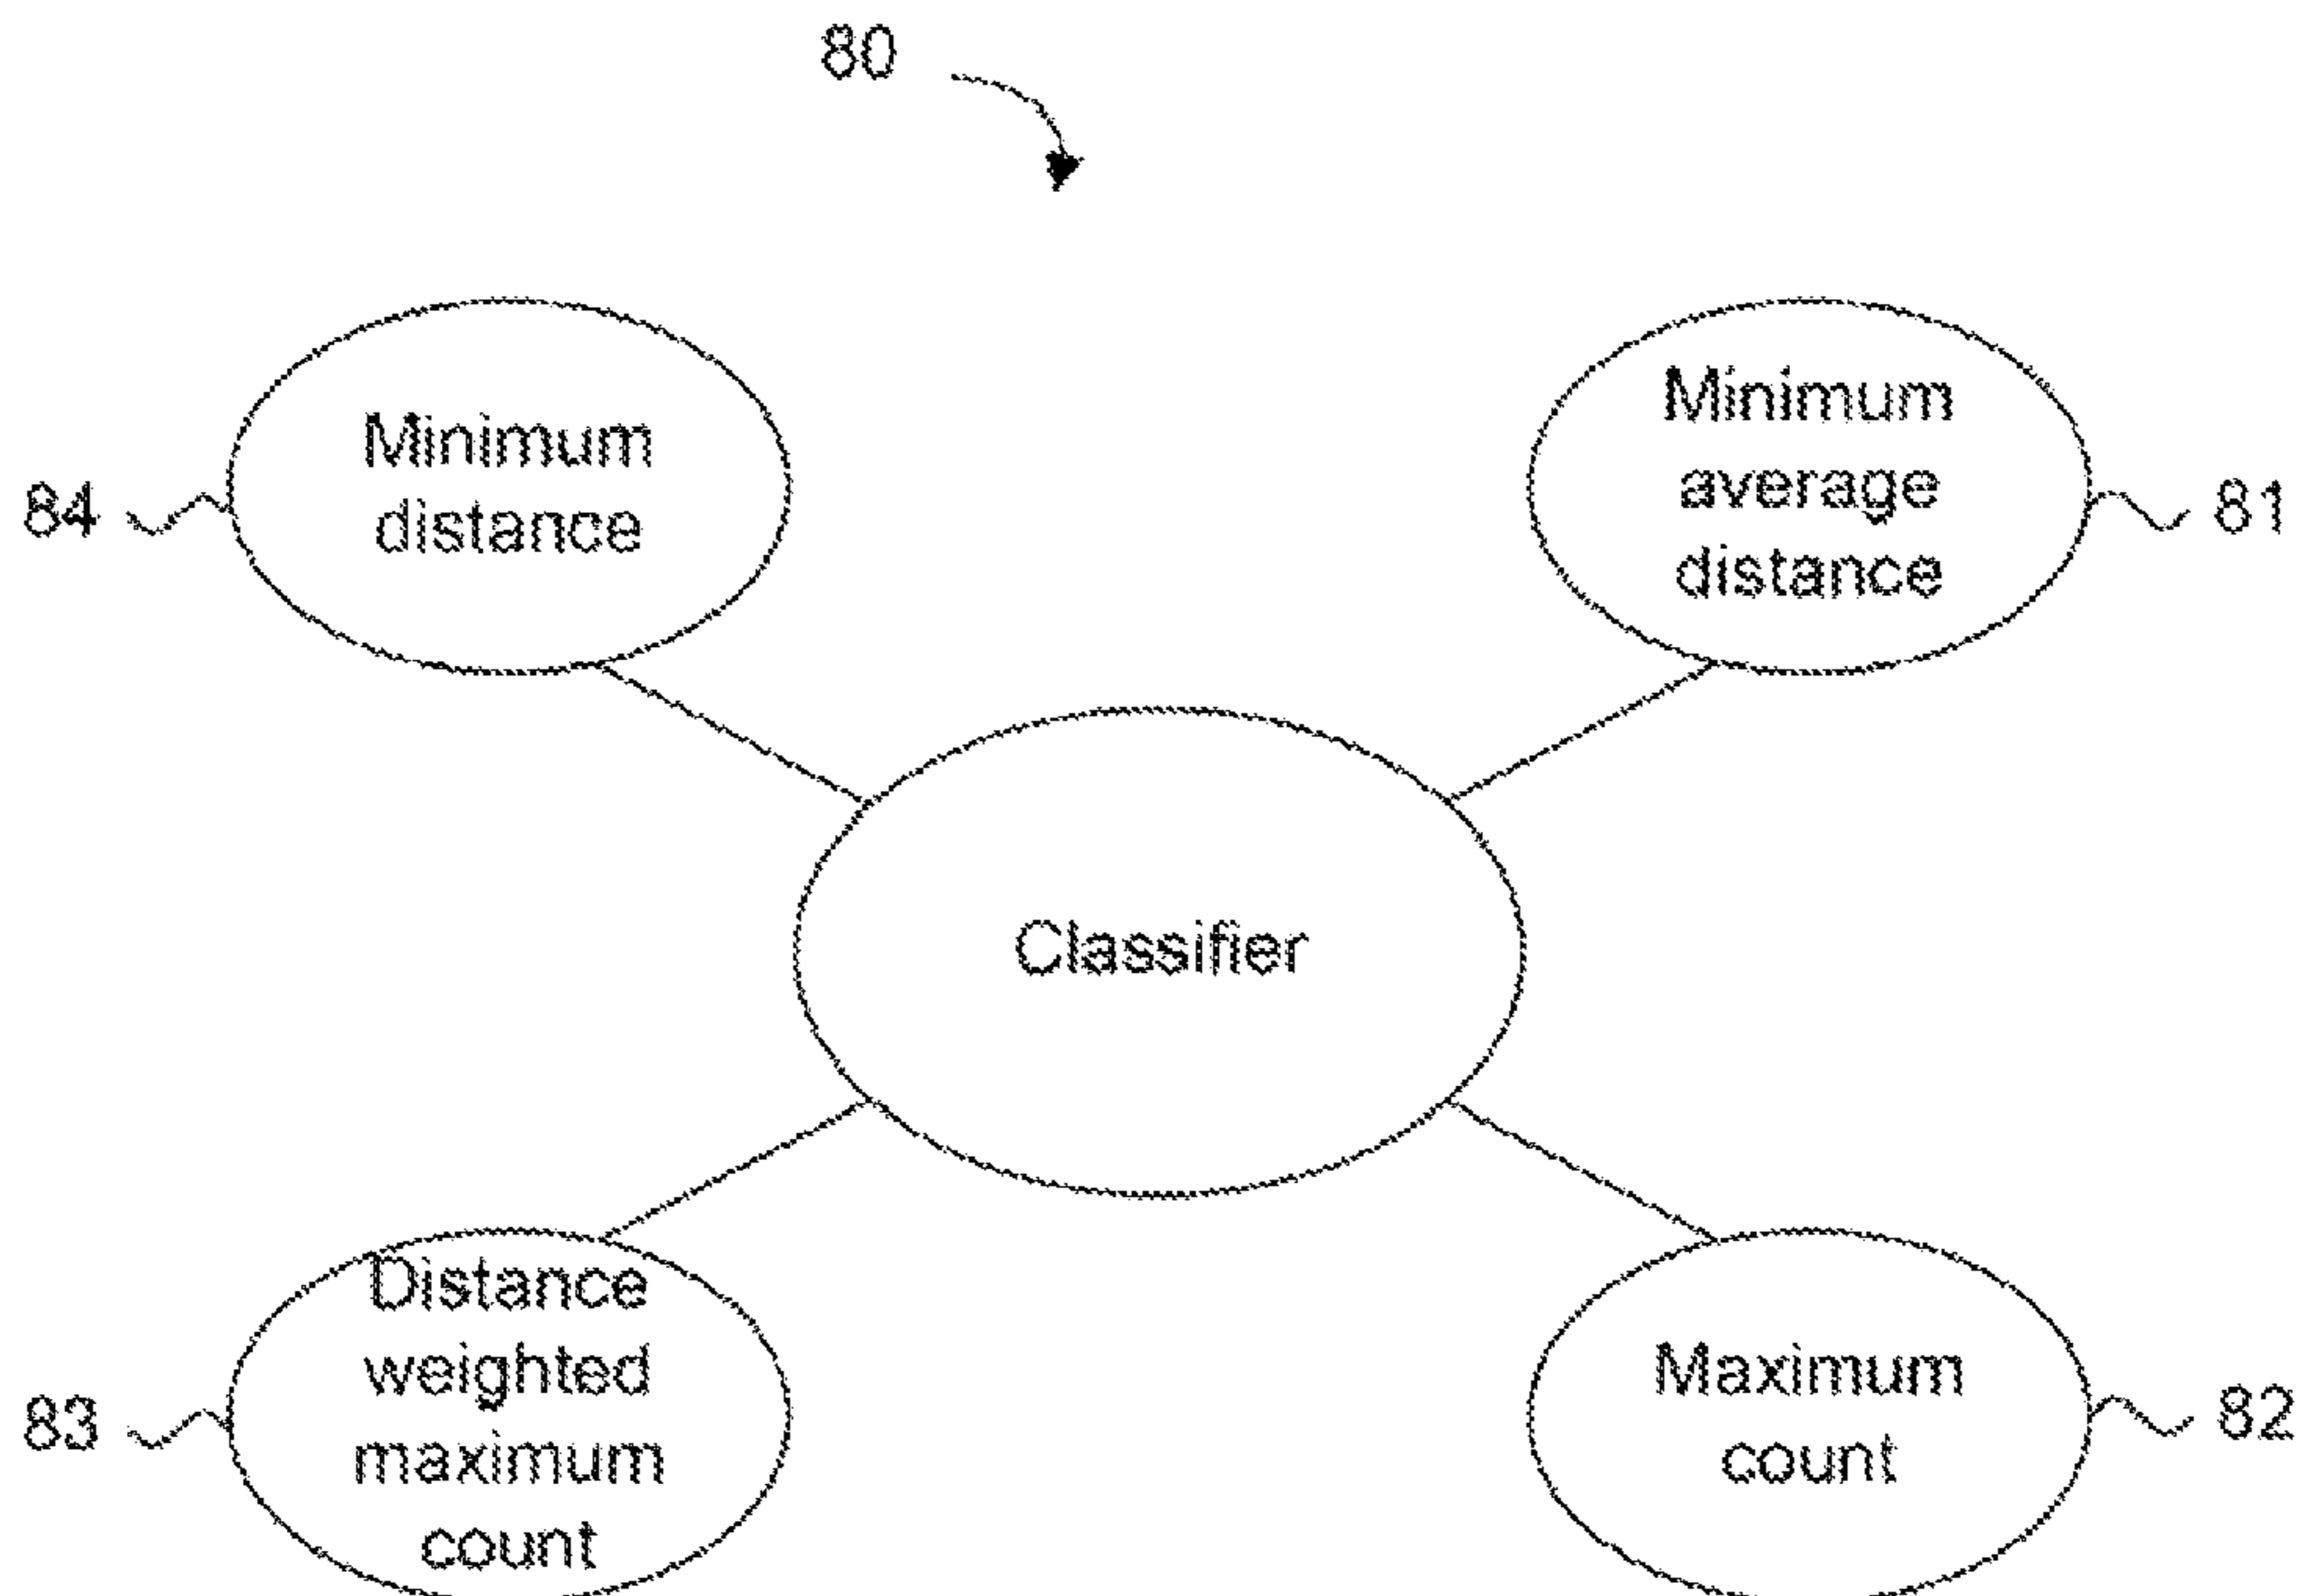 80
Minimum
distance
84
Minimum
average
distance
81
Classifier
Distance
weighted
maximum
count
83
Maximum
count
82